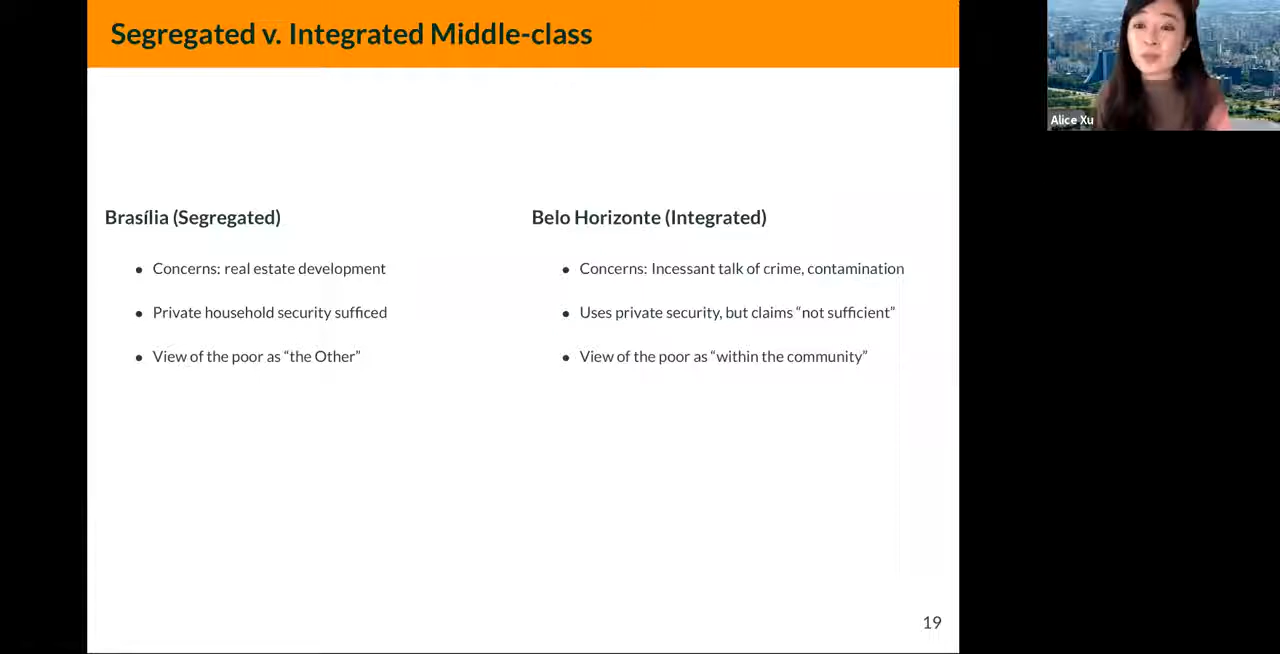 Segregated v. Integrated Middle-class
Alice Xu
Brasília (Segregated)
• Concerns: real estate development
• Private household security sufficed
• View of the poor as “the Other”
Belo Horizonte (Integrated)
• Concerns: Incessant talk of crime, contamination
• Uses private security, but claims “not sufficient”
• View of the poor as “within the community”
19